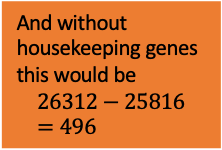 And without
housekeeping genes
this would be
26312 − 25816
= 496